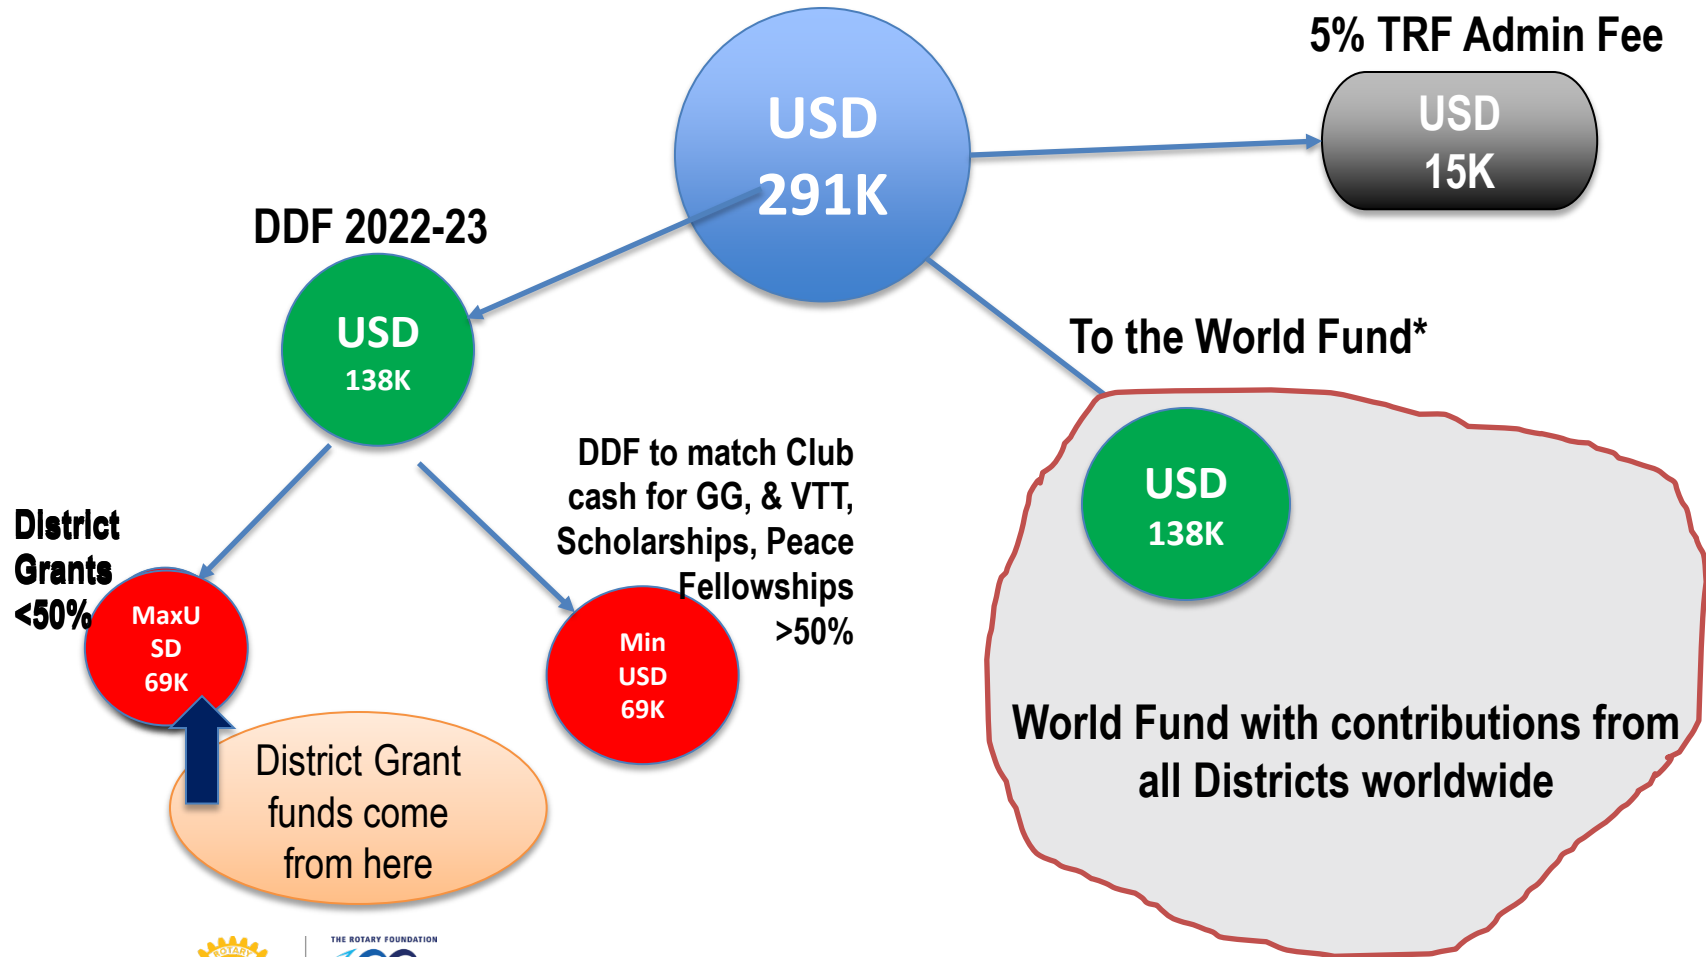 5% TRF Admin Fee
USD
15K
USD
291K
DDF 2022-23
USD
138K
To the World Fund*
USD
138K
DDF to match Club
cash for GG, & VTT,
Scholarships, Peace
Fellowships
>50%
District
Grants
<50%
MaxU
SD
69K
Min
USD
69K
District Grant
funds come
from here
World Fund with contributions from
all Districts worldwide
ROTARY
THE ROTARY FOUNDATION